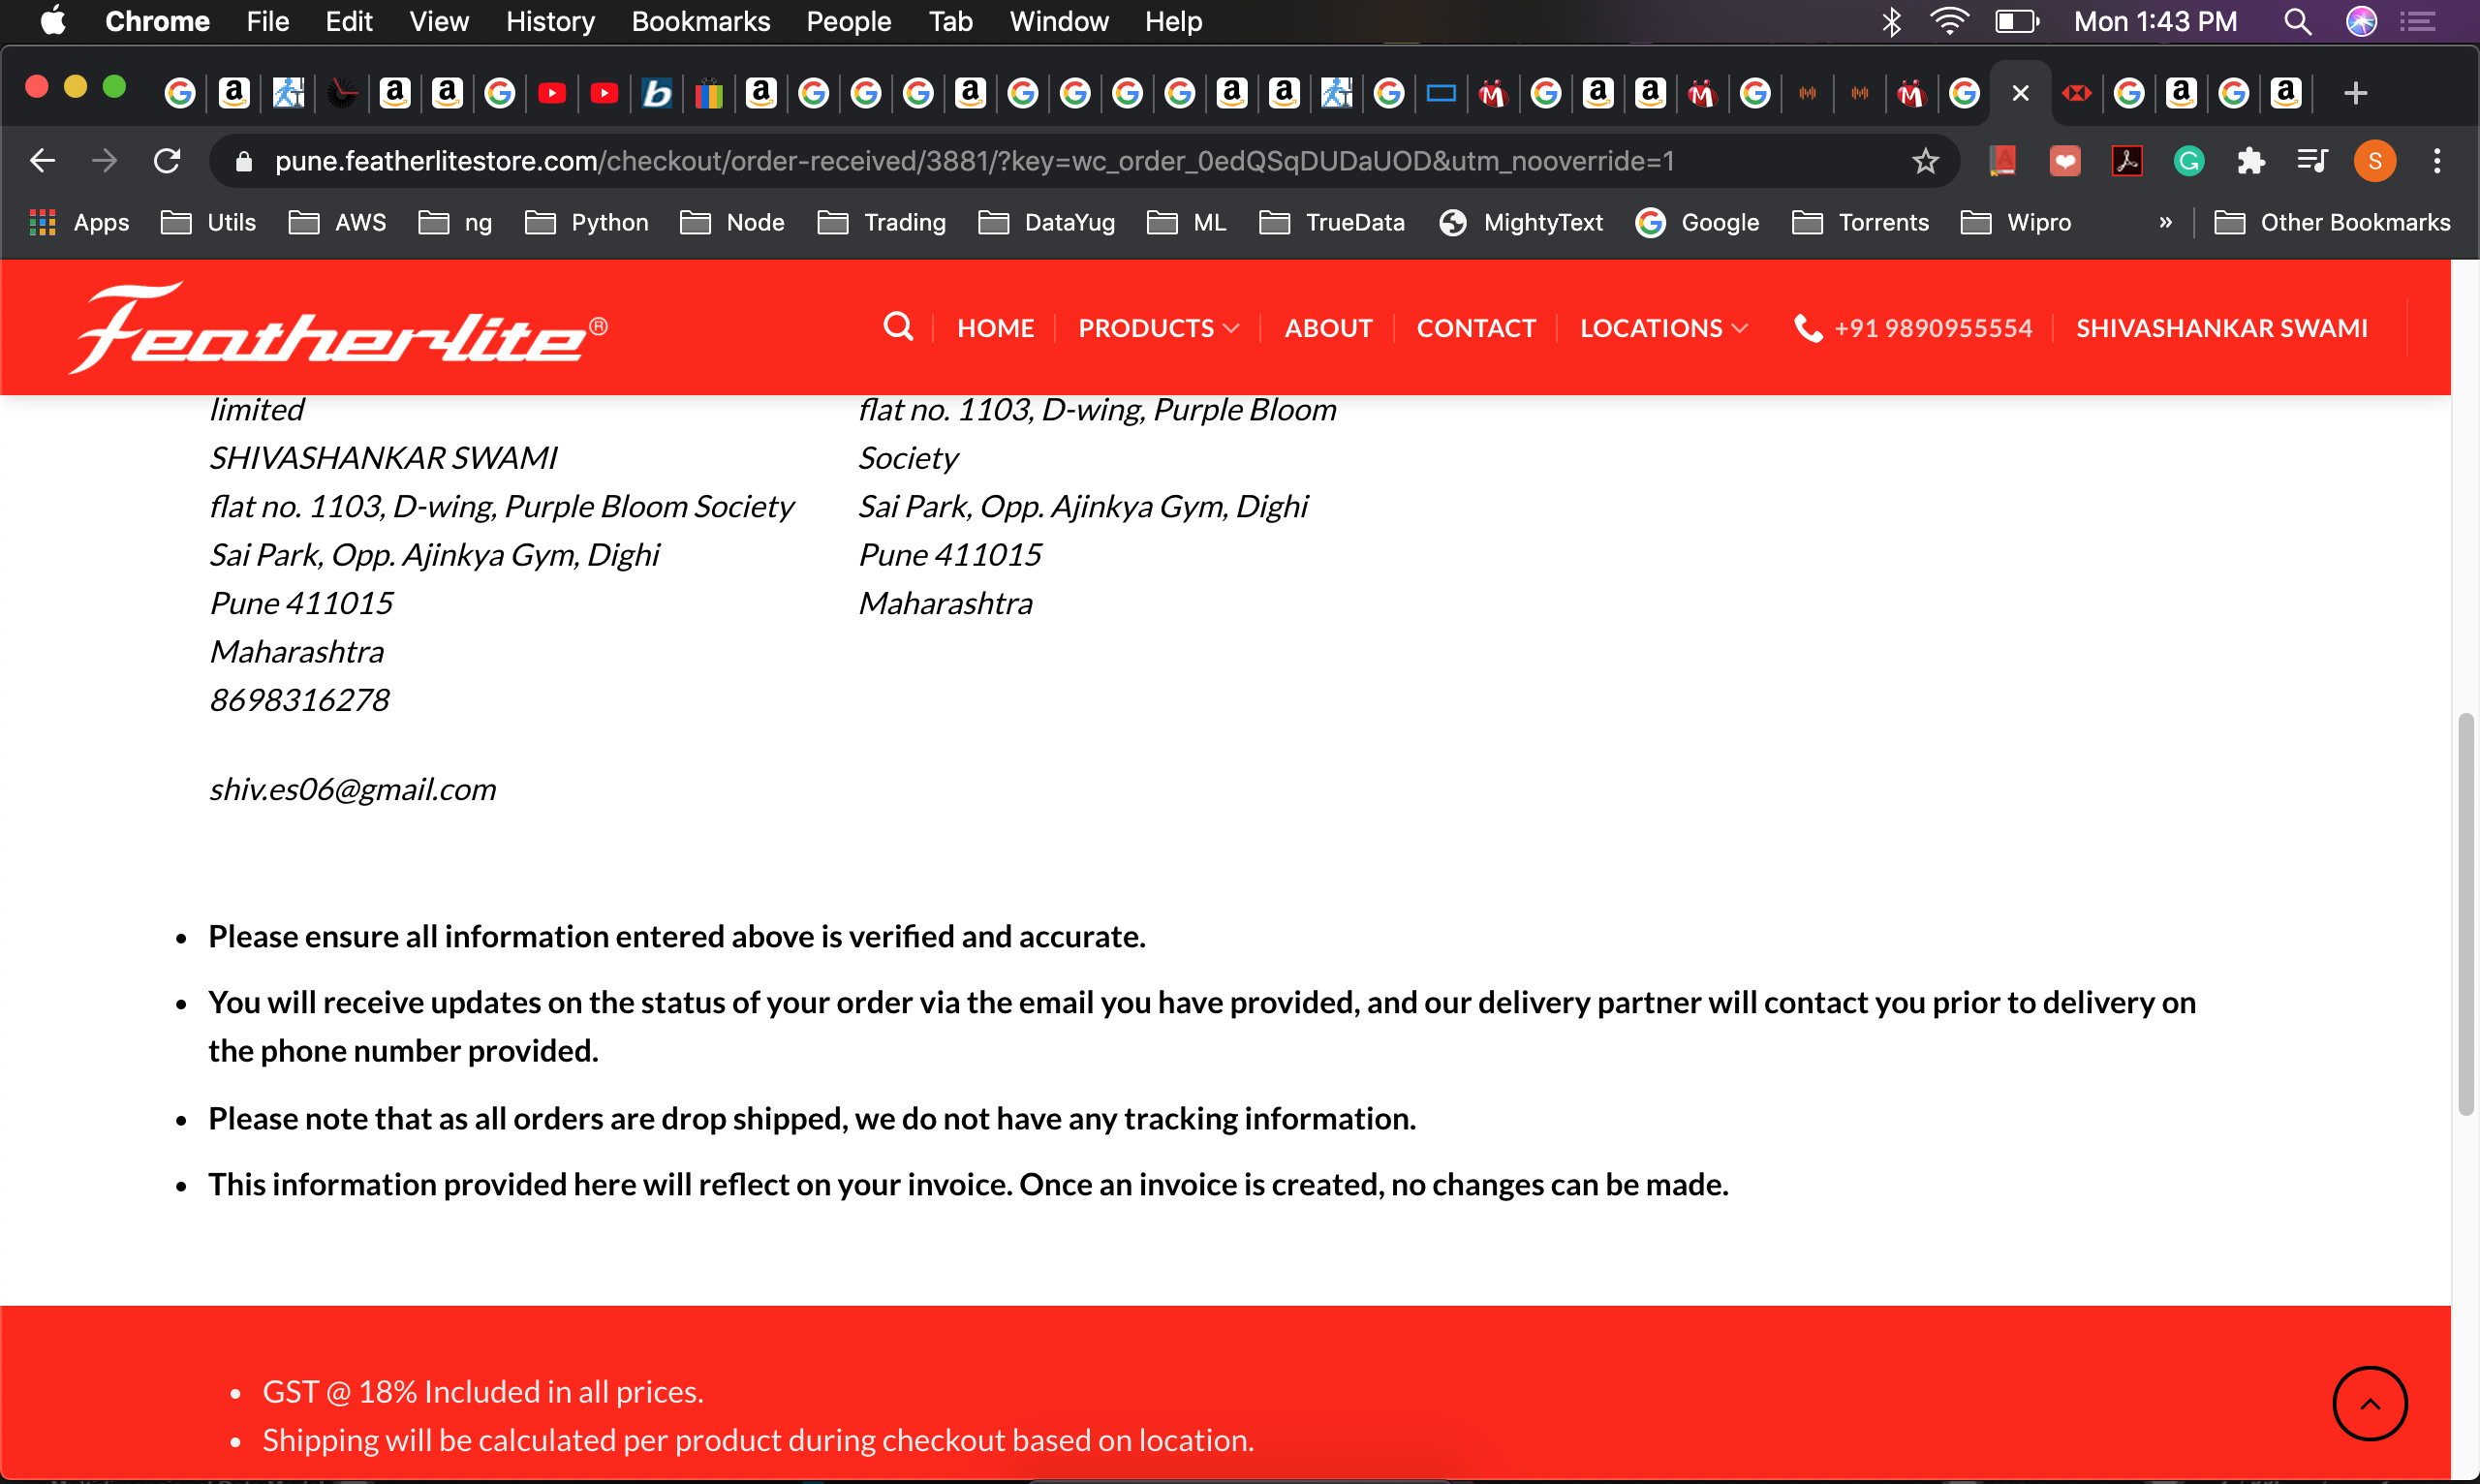 Chrome File Edit View History Bookmarks People Tab Window Help Mon 1:43 PM
pune.featherlitestore.com/checkout/order-received/3881/?key=wc_order_0edQSqDUDaUOD&utm_nooverride=1 S
Apps Utils AWS ng Python Node Trading DataYug ML TrueData MightyText Google Torrents Wipro » Other Bookmarks
Featherlite® HOME PRODUCTS ABOUT CONTACT LOCATIONS +91 9890955554 SHIVASHANKAR SWAMI
limited
SHIVASHANKAR SWAMI
flat no. 1103, D-wing, Purple Bloom Society
Sai Park, Opp. Ajinkya Gym, Dighi
Pune 411015
Maharashtra
8698316278
shiv.es06@gmail.com
flat no. 1103, D-wing, Purple Bloom
Society
Sai Park, Opp. Ajinkya Gym, Dighi
Pune 411015
Maharashtra
• Please ensure all information entered above is verified and accurate.
• You will receive updates on the status of your order via the email you have provided, and our delivery partner will contact you prior to delivery on
the phone number provided.
• Please note that as all orders are drop shipped, we do not have any tracking information.
• This information provided here will reflect on your invoice. Once an invoice is created, no changes can be made.
• GST @ 18% Included in all prices.
• Shipping will be calculated per product during checkout based on location.